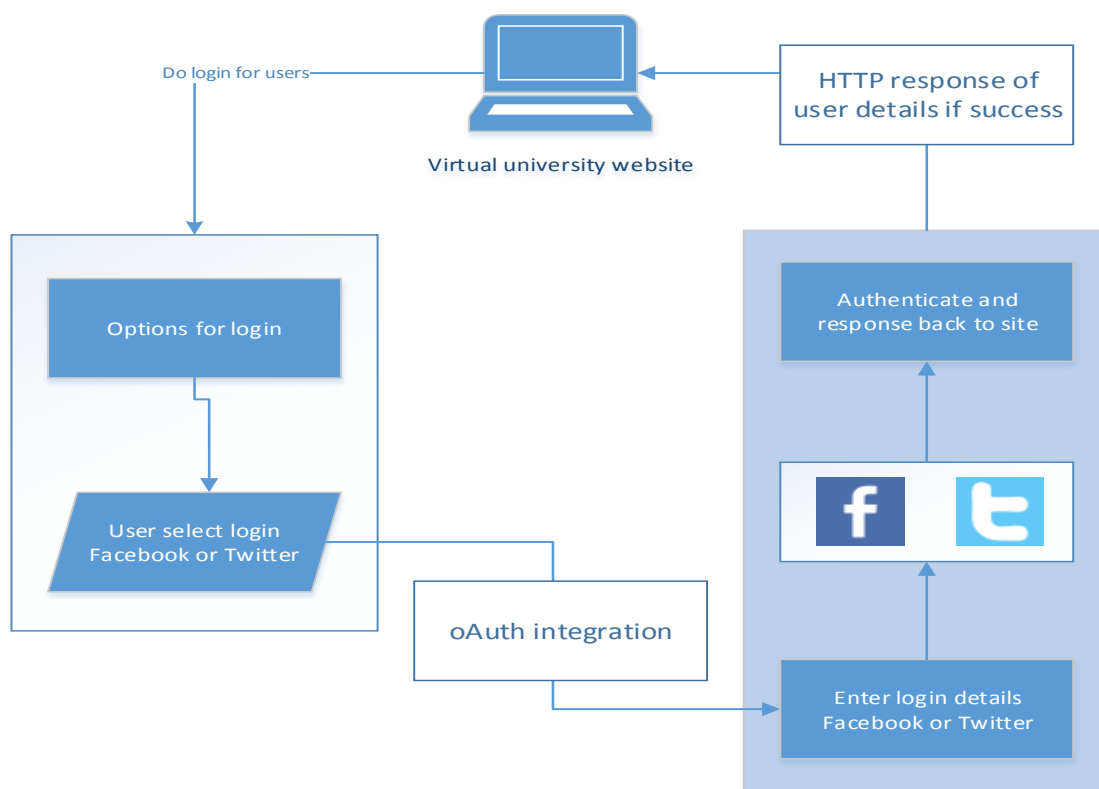 Do login for users
Virtual university website
HTTP response of
user details if success
Options for login
User select login
Facebook or Twitter
oAuth integration
Authenticate and
response back to site
f
t
Enter login details
Facebook or Twitter